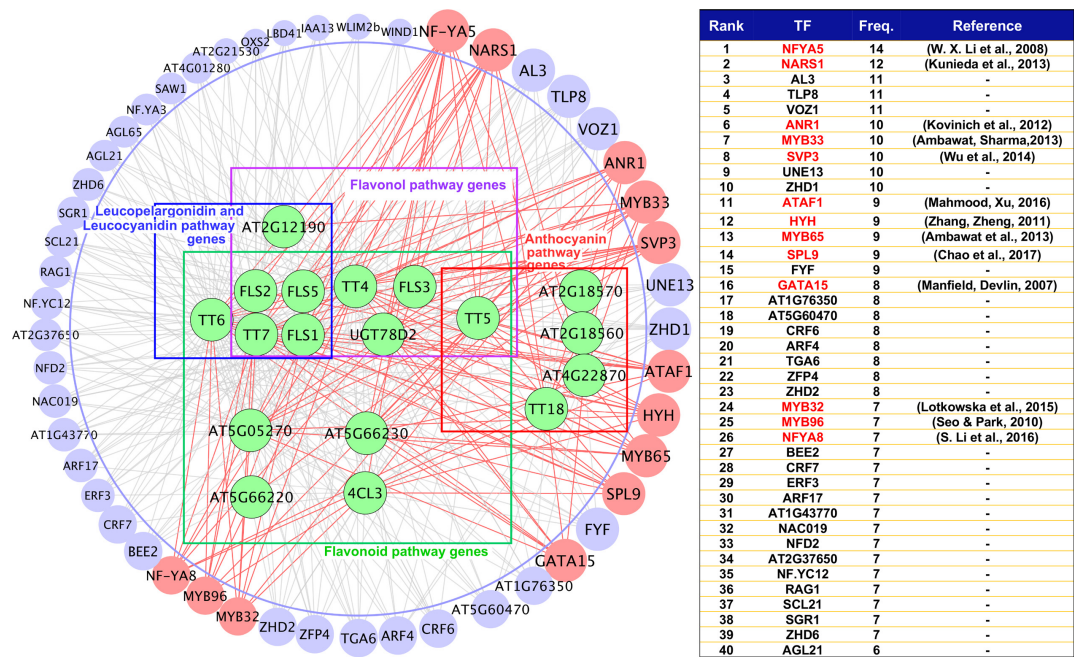 WLIM2b
IAA13
WIND1
LBD41
NF-YA5
OXS2
NARS1
AT2G21530
AL3
AT4G01280
TLP8
SAW1
VOZ1
NF.YA3
ANR1
AGL65
MYB33
AGL21
SVP3
ZHD6
UNE13
SGR1
ZHD1
SCL21
ATAF1
RAG1
HYH
NF.YC12
MYB65
AT2G37650
SPL9
NFD2
FYF
NAC019
GATA15
AT1G43770
AT1G76350
ARF17
AT5G60470
ERF3
CRF6
CRF7
ARF4
BEE2
TGA6
NF-YA8
ZFP4
MYB96
ZHD2
MYB32
Flavonol pathway genes
Leucopelargonidin and
Leucocyanidin pathway
genes
AT2G12190
Anthocyanin
pathway
genes
FLS2
FLS5
TT4
FLS3
AT2G18570
TT6
TT7
FLS1
UGT78D2
TT5
AT2G18560
AT4G22870
TT18
AT5G05270
AT5G66230
AT5G66220
4CL3
Flavonoid pathway genes
Rank TF Freq. Reference
1 NFYA5 14 (W. X. Li et al., 2008)
2 NARS1 12 (Kunieda et al., 2013)
3 AL3 11 -
4 TLP8 11 -
5 VOZ1 11 -
6 ANR1 10 (Kovinich et al., 2012)
7 MYB33 10 (Ambawat, Sharma,2013)
8 SVP3 10 (Wu et al., 2014)
9 UNE13 10 -
10 ZHD1 10 -
11 ATAF1 9 (Mahmood, Xu, 2016)
12 HYH 9 (Zhang, Zheng, 2011)
13 MYB65 9 (Ambawat et al., 2013)
14 SPL9 9 (Chao et al., 2017)
15 FYF 9 -
16 GATA15 8 (Manfield, Devlin, 2007)
17 AT1G76350 8 -
18 AT5G60470 8 -
19 CRF6 8 -
20 ARF4 8 -
21 TGA6 8 -
22 ZFP4 8 -
23 ZHD2 8 -
24 MYB32 7 (Lotkowska et al., 2015)
25 MYB96 7 (Seo & Park, 2010)
26 NFYA8 7 (S. Li et al., 2016)
27 BEE2 7 -
28 CRF7 7 -
29 ERF3 7 -
30 ARF17 7 -
31 AT1G43770 7 -
32 NAC019 7 -
33 NFD2 7 -
34 AT2G37650 7 -
35 NF.YC12 7 -
36 RAG1 7 -
37 SCL21 7 -
38 SGR1 7 -
39 ZHD6 7 -
40 AGL21 6 -